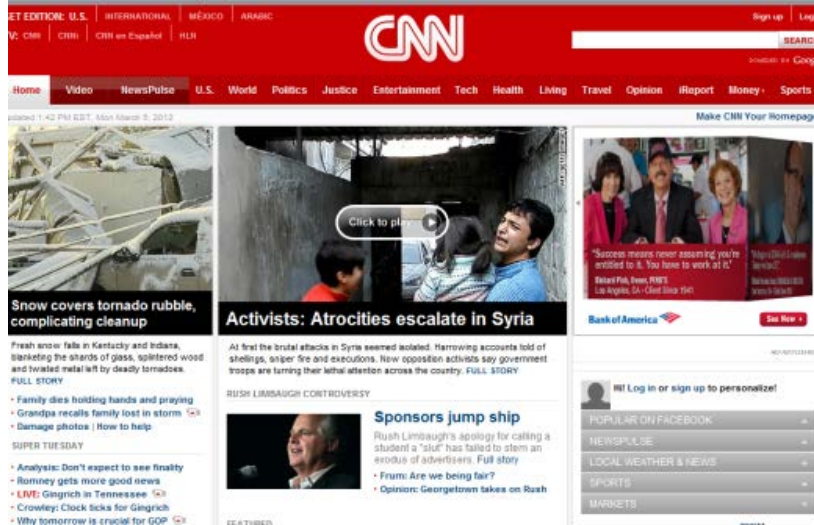 SET EDITION: U.S. INTERNATIONAL MÉXICO ARABIC
TV: CNN CNNi CNN en Español HLN
CNN
Sign up Log
SEARCH
POWERED BY Goog
Home Video NewsPulse U.S. World Politics Justice Entertainment Tech Health Living Travel Opinion iReport Money Sports
updated 1:42 PM EST, Mon March 5, 2012
Make CNN Your Homepage
Snow covers tornado rubble,
complicating cleanup
Fresh snow falls in Kentucky and Indiana,
blanketing the shards of glass, splintered wood
and twisted metal left by deadly tornadoes.
FULL STORY
• Family dies holding hands and praying
• Grandpa recalls family lost in storm
• Damage photos | How to help
SUPER TUESDAY
• Analysis: Don't expect to see finality
• Romney gets more good news
• LIVE: Gingrich in Tennessee
• Crowley: Clock ticks for Gingrich
• Why tomorrow is crucial for GOP
Click to play
Activists: Atrocities escalate in Syria
At first the brutal attacks in Syria seemed isolated. Harrowing accounts told of
shellings, sniper fire and executions. Now opposition activists say government
troops are turning their lethal attention across the country. FULL STORY
RUSH LIMBAUGH CONTROVERSY
Sponsors jump ship
Rush Limbaugh's apology for calling a
student a "slut" has failed to stem an
exodus of advertisers. Full story
• Frum: Are we being fair?
• Opinion: Georgetown takes on Rush
FEATURED
"Success means never assuming you're
entitled to it. You have to work at it."
Los Angeles, CA - Client Since 1941
Bank of America
See How
ADVERTISEMENT
Hi! Log in or sign up to personalize!
POPULAR ON FACEBOOK
NEWSPULSE
LOCAL WEATHER & NEWS
SPORTS
MARKETS